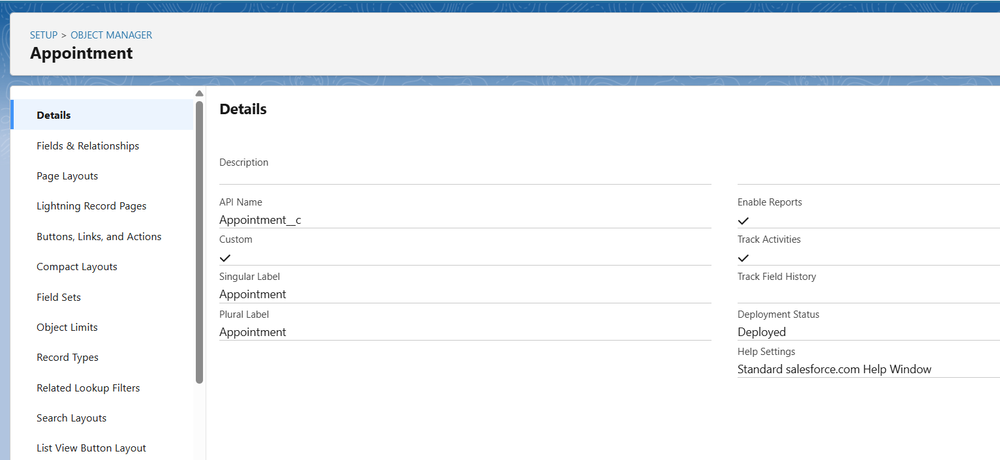 SETUP > OBJECT MANAGER
Appointment
Details
Fields & Relationships
Page Layouts
Lightning Record Pages
Buttons, Links, and Actions
Compact Layouts
Field Sets
Object Limits
Record Types
Related Lookup Filters
Search Layouts
List View Button Layout
Details
Description
API Name
Appointment__c
Custom
Singular Label
Appointment
Plural Label
Appointment
Enable Reports
Track Activities
Track Field History
Deployment Status
Deployed
Help Settings
Standard salesforce.com Help Window